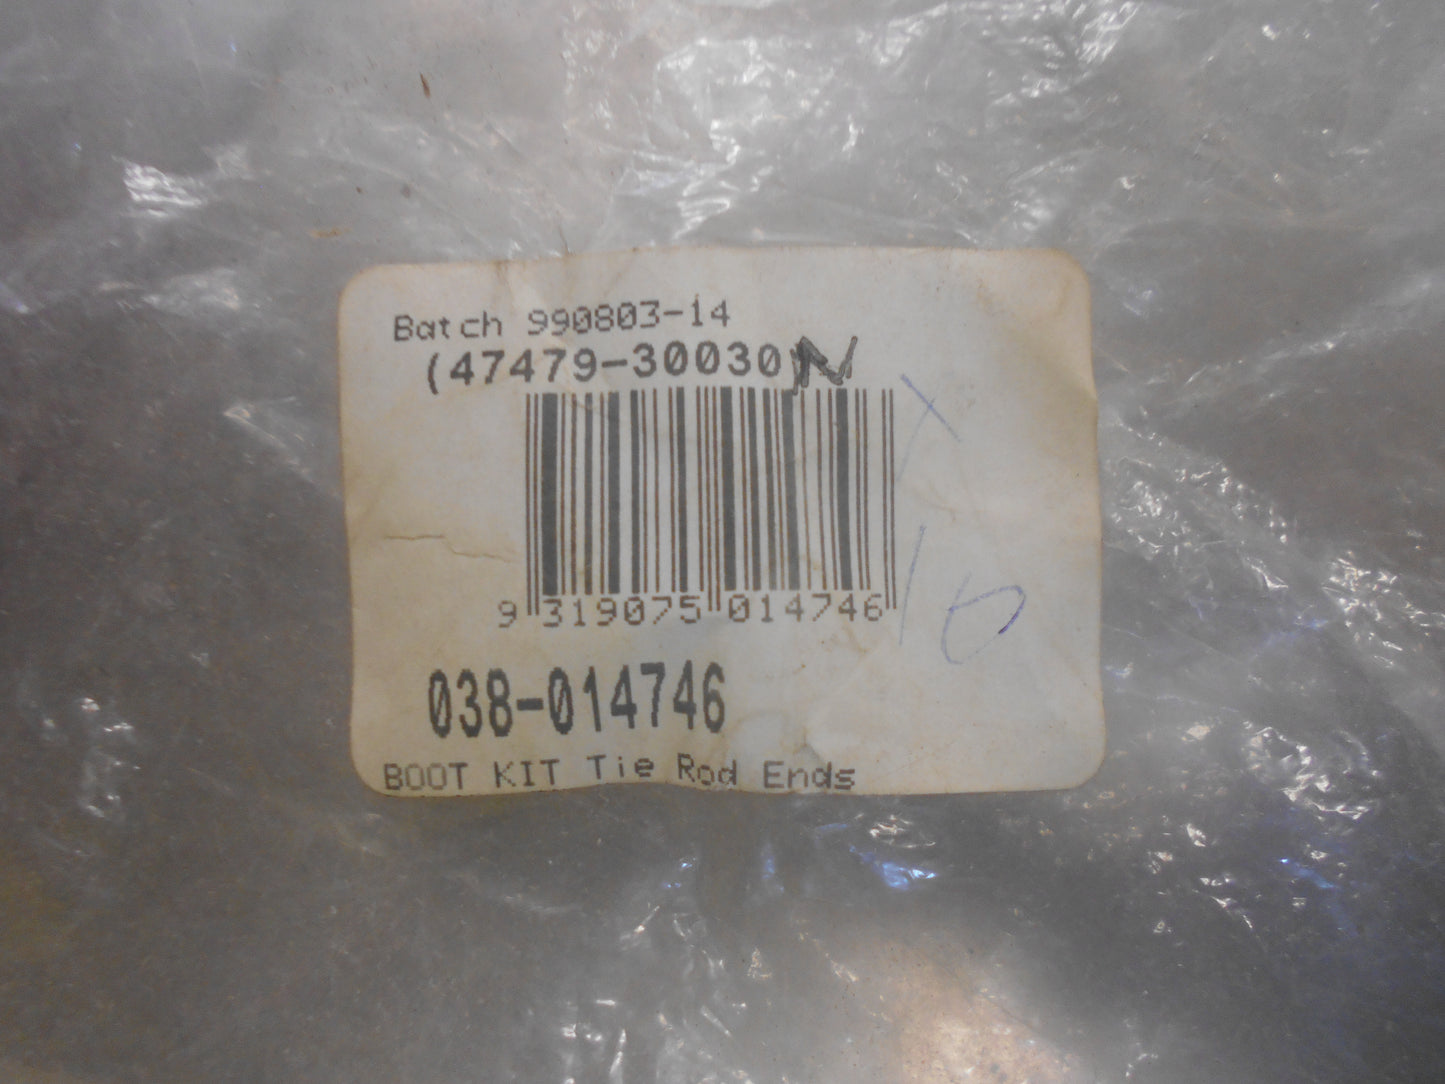 Batch 990803-14
(47479-30030)N
9 319075 014746
038-014746
BOOT KIT Tie Rod Ends